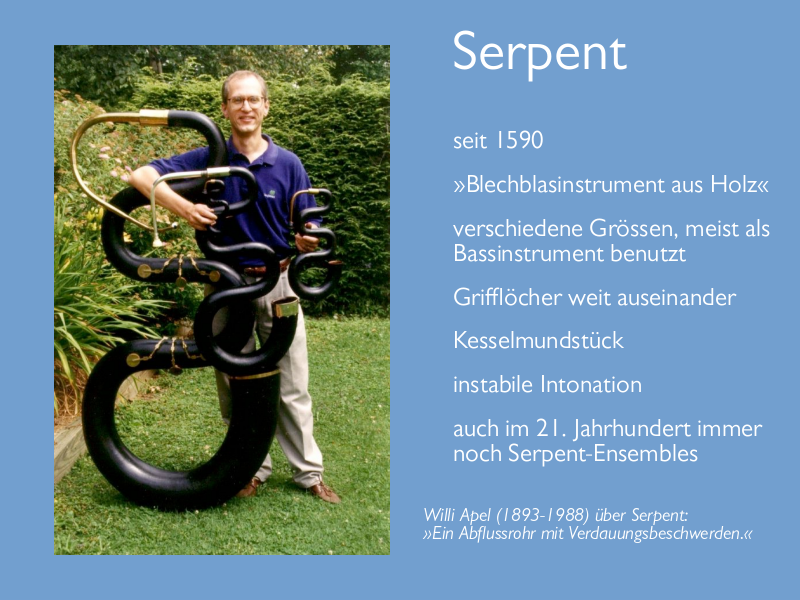 Serpent
seit 1590
»Blechblasinstrument aus Holz«
verschiedene Grössen, meist als
Bassinstrument benutzt
Grifflöcher weit auseinander
Kesselmundstück
instabile Intonation
auch im 21. Jahrhundert immer
noch Serpent-Ensembles
Willi Apel (1893-1988) über Serpent:
»Ein Abflussrohr mit Verdauungsbeschwerden.«